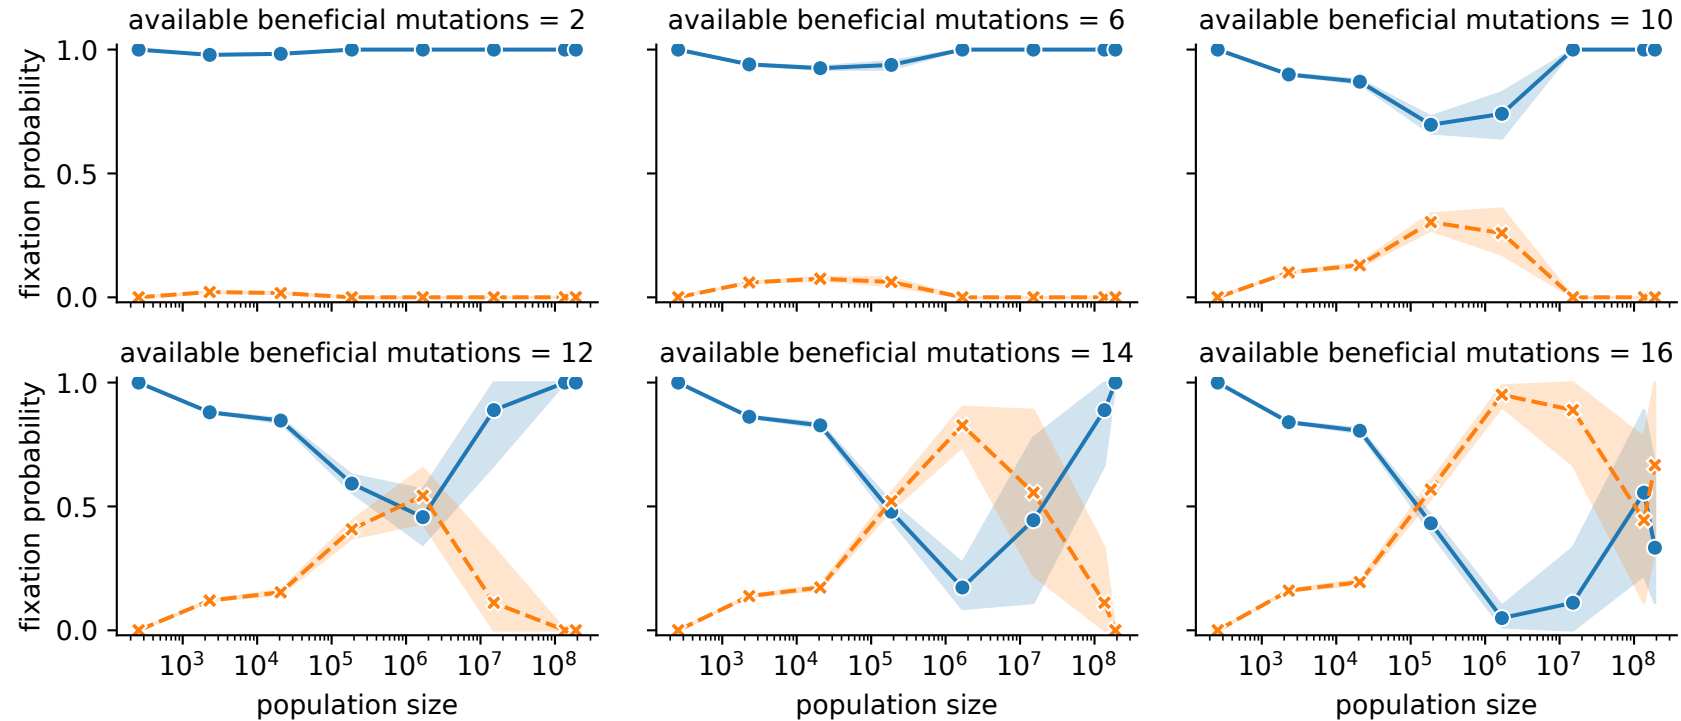 available beneficial mutations = 2
available beneficial mutations = 6
available beneficial mutations = 10
fixation probability
1.0
0.5
0.0
available beneficial mutations = 12
available beneficial mutations = 14
available beneficial mutations = 16
fixation probability
1.0
0.5
0.0
10³ 10⁴ 10⁵ 10⁶ 10⁷ 10⁸
10³ 10⁴ 10⁵ 10⁶ 10⁷ 10⁸
10³ 10⁴ 10⁵ 10⁶ 10⁷ 10⁸
population size
population size
population size